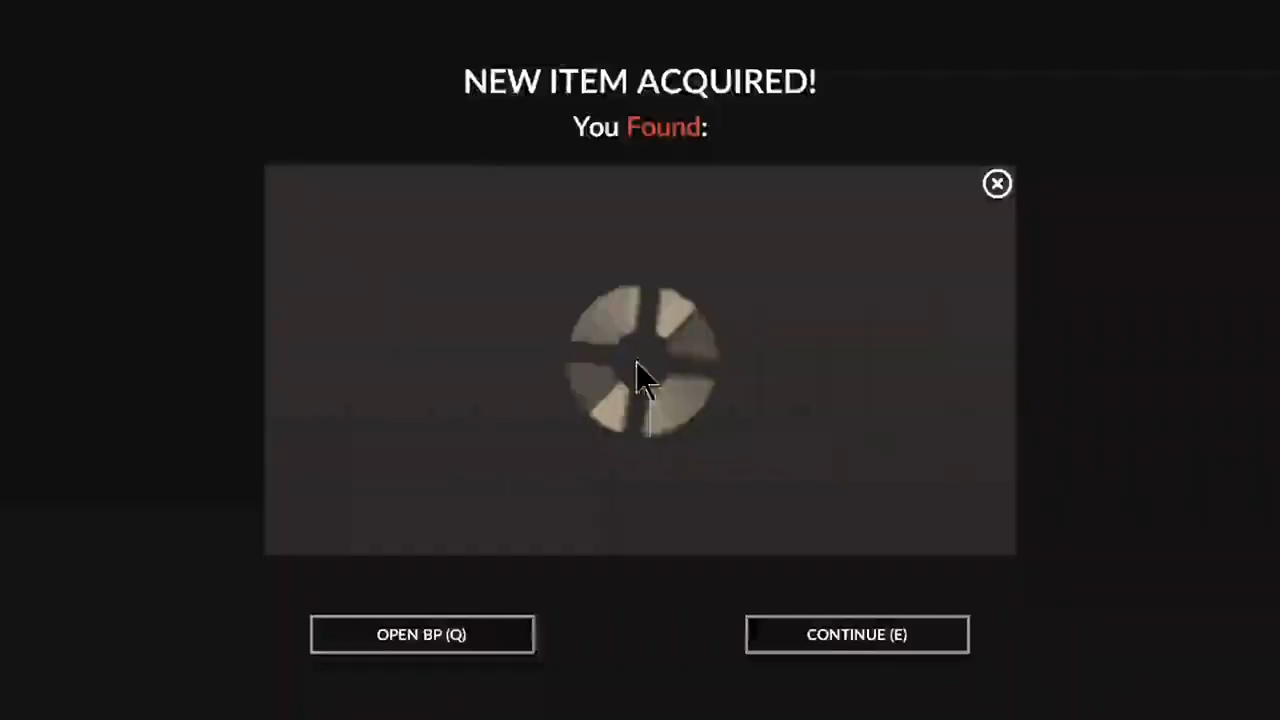 NEW ITEM ACQUIRED!
You Found:
OPEN BP (Q)
CONTINUE (E)